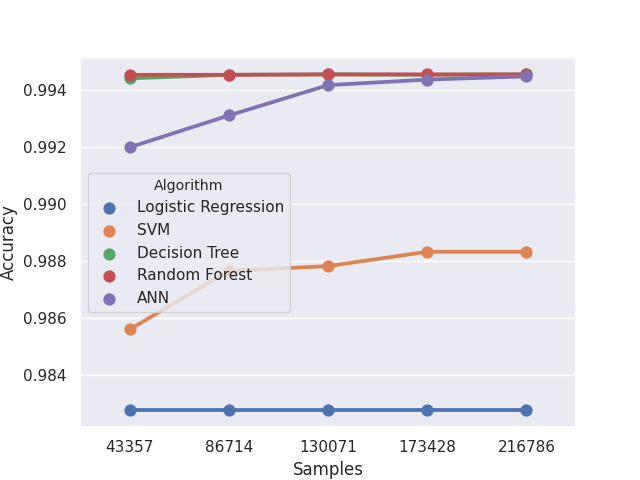 0.994
0.992
0.990
0.988
0.986
0.984
Accuracy
Algorithm
Logistic Regression
SVM
Decision Tree
Random Forest
ANN
43357 86714 130071 173428 216786
Samples